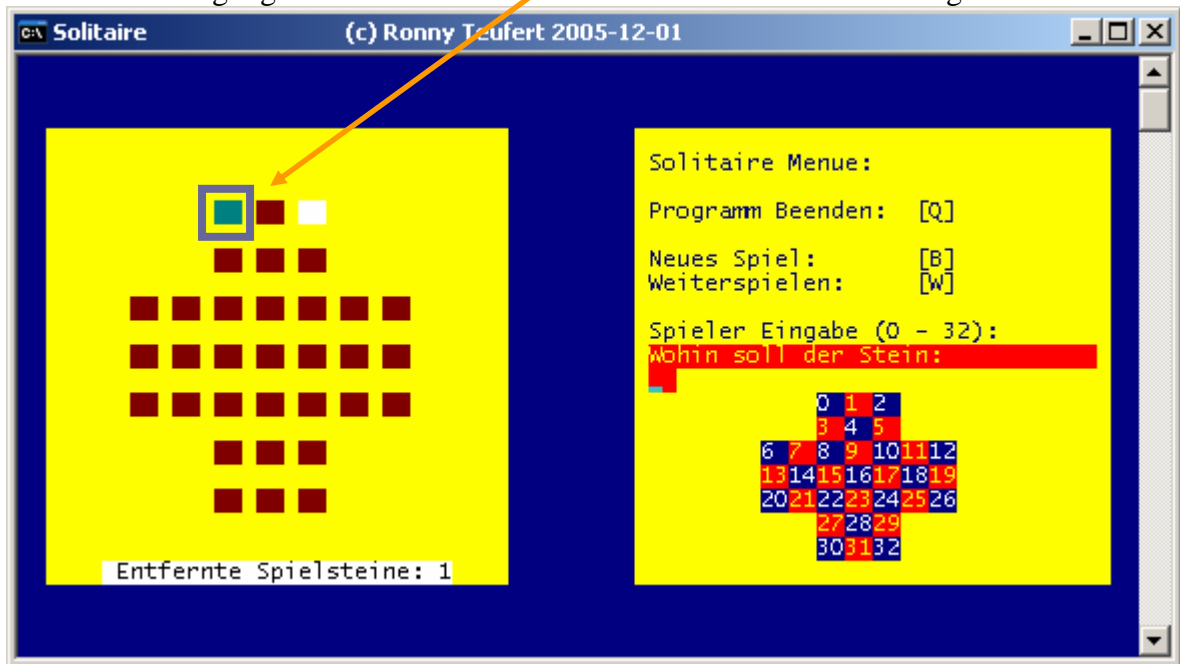 Solitaire (c) Ronny Teufert 2005-12-01
Solitaire Menue:
Programm Beenden: [Q]
Neues Spiel: [B]
Weiterspielen: [W]
Spieler Eingabe (0 - 32):
Wohin soll der Stein:
0 1 2
3 4 5
6 7 8 9 10 11 12
13 14 15 16 17 18 19
20 21 22 23 24 25 26
27 28 29
30 31 32
Entfernte Spielsteine: 1